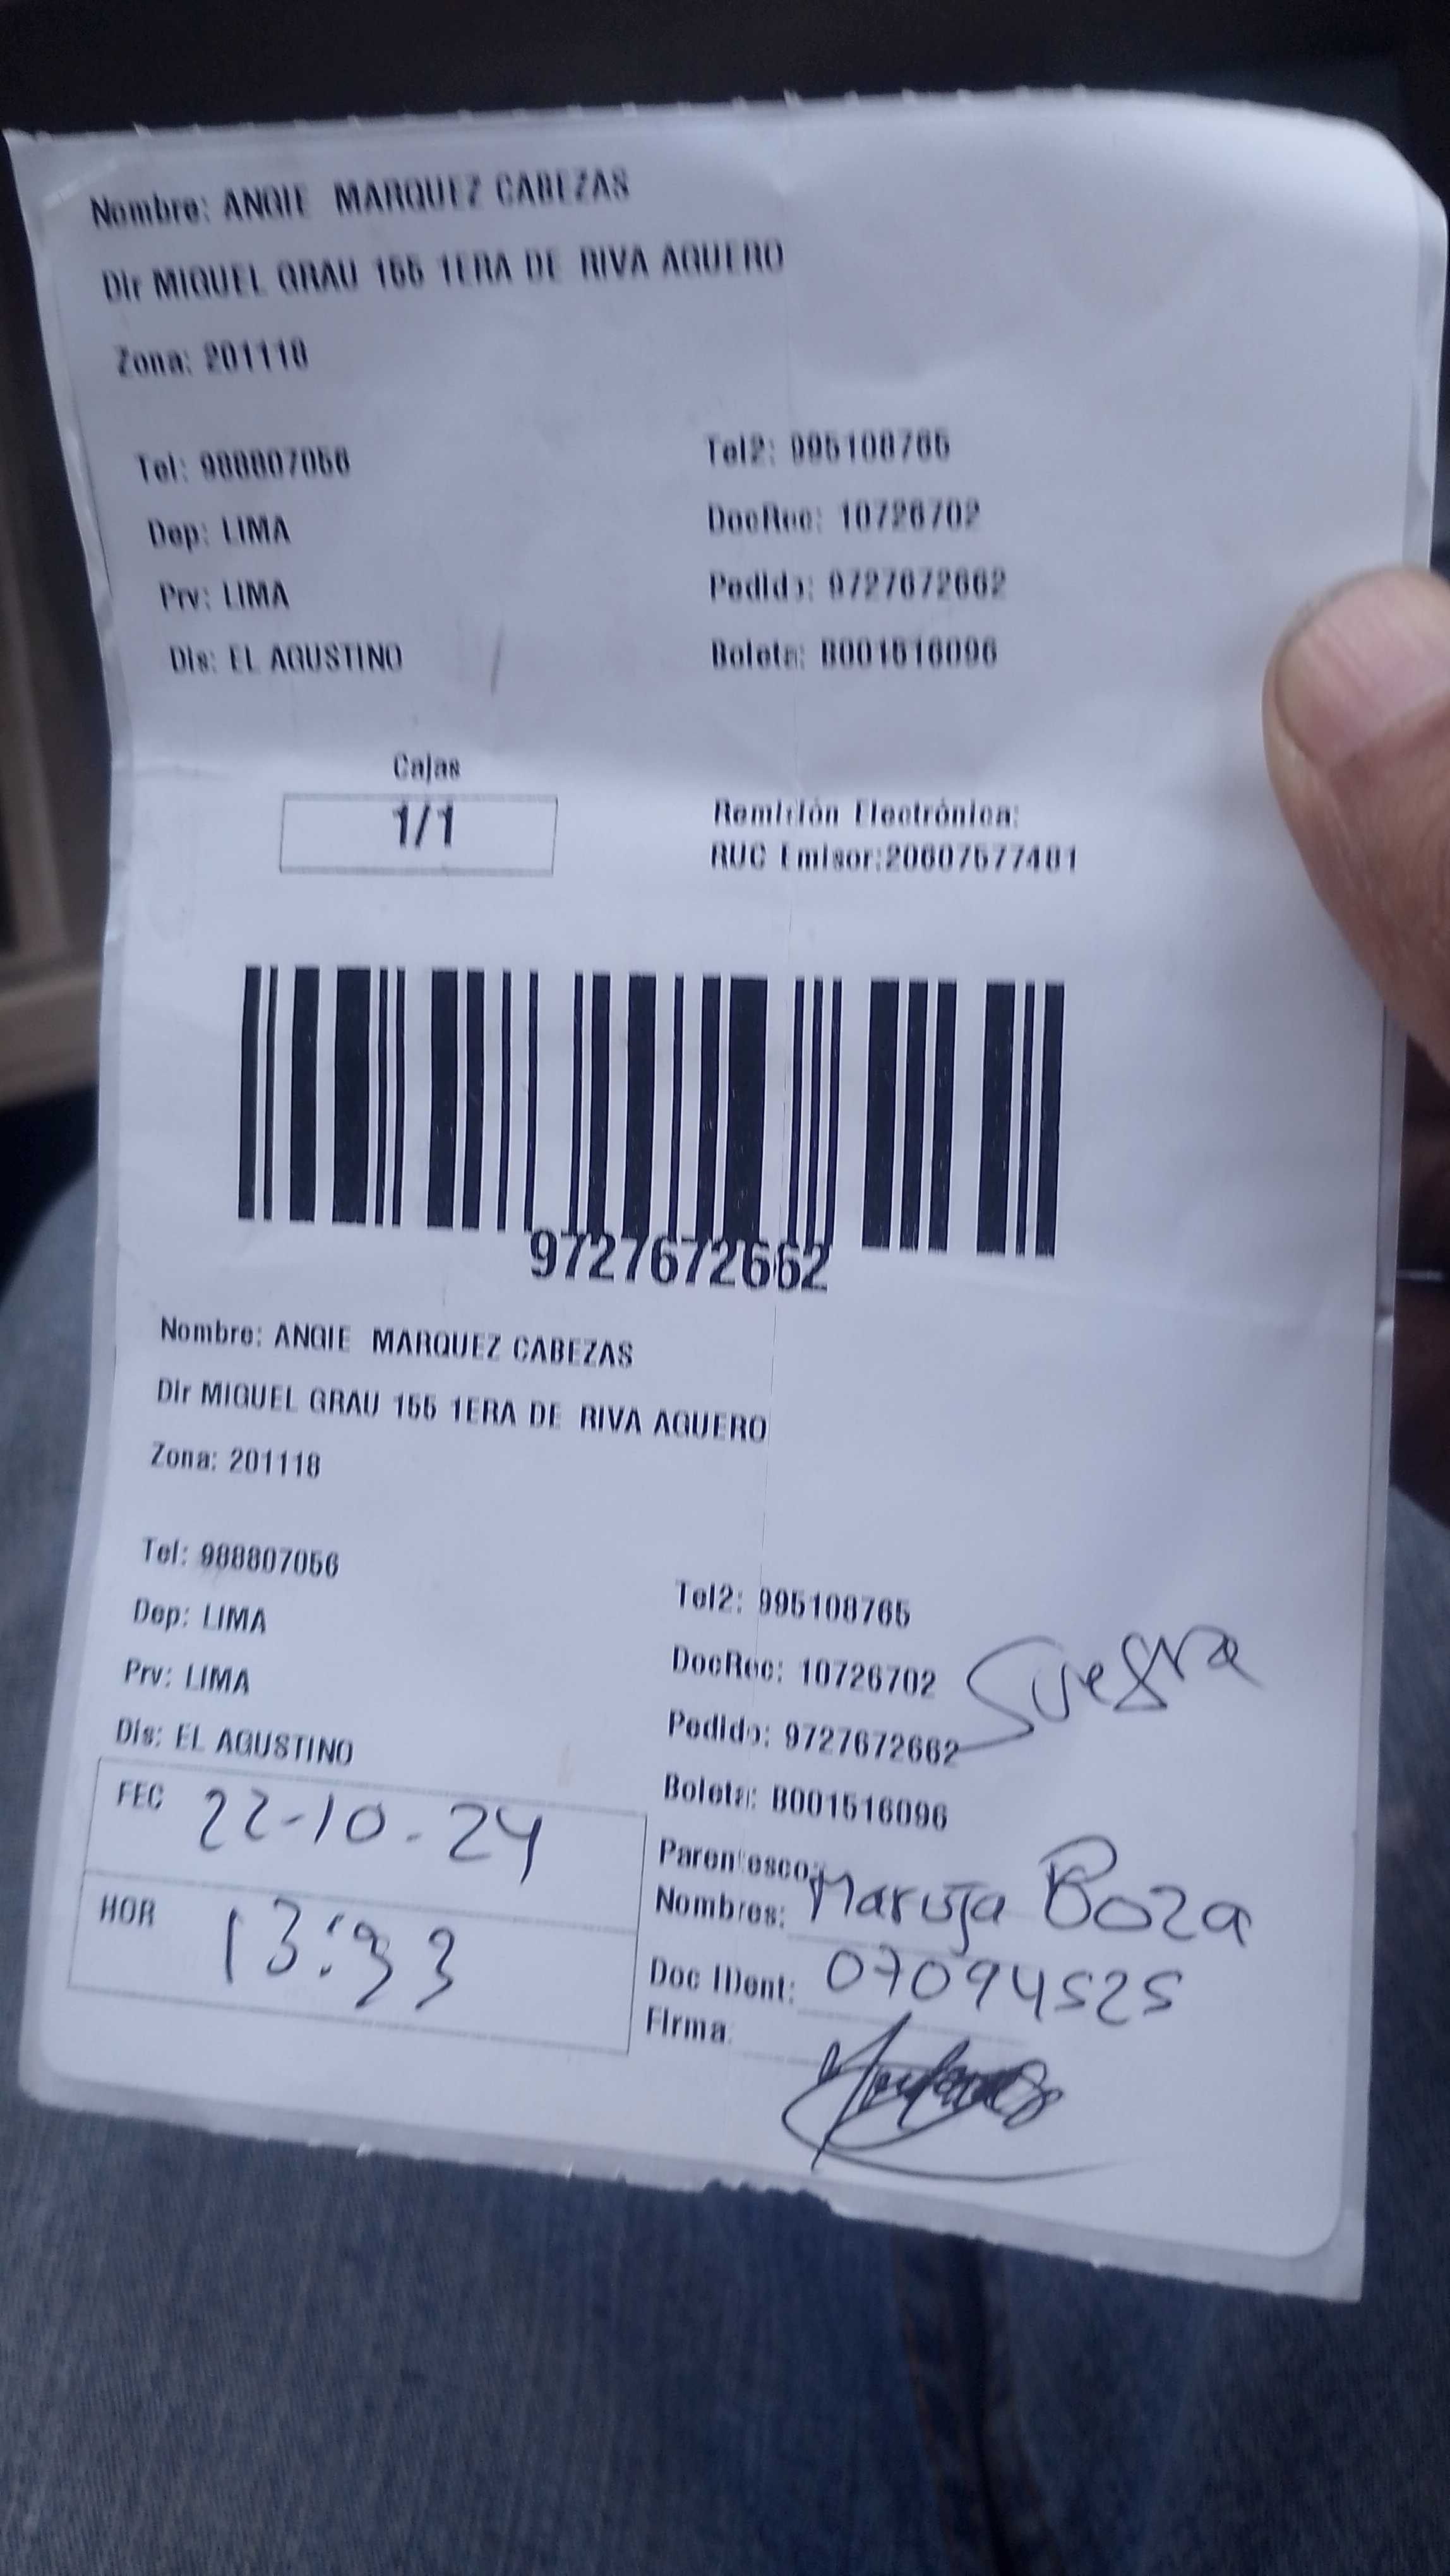 Nombre: ANGIE MARQUEZ CABEZAS
Dir MIGUEL GRAU 155 1ERA DE RIVA AGUERO
Zona: 201118
Tel: 988807056 Tel2: 995108765
Dep: LIMA DocRec: 10726702
Prv: LIMA Pedido: 9727672662
Dis: EL AGUSTINO Boleta: B001516096
Cajas
1/1
Remisión Electrónica:
RUC Emisor:20607577481
9727672662
Nombre: ANGIE MARQUEZ CABEZAS
Dir MIGUEL GRAU 155 1ERA DE RIVA AGUERO
Zona: 201118
Tel: 988807056 Tel2: 995108765
Dep: LIMA DocRec: 10726702 Suegra
Prv: LIMA Pedido: 9727672662
Dis: EL AGUSTINO Boleta: B001516096
FEC 22-10-24 Parentesco:
Nombres: Maruja Boza
HOR 13:33 Doc IDent: 07094525
Firma: